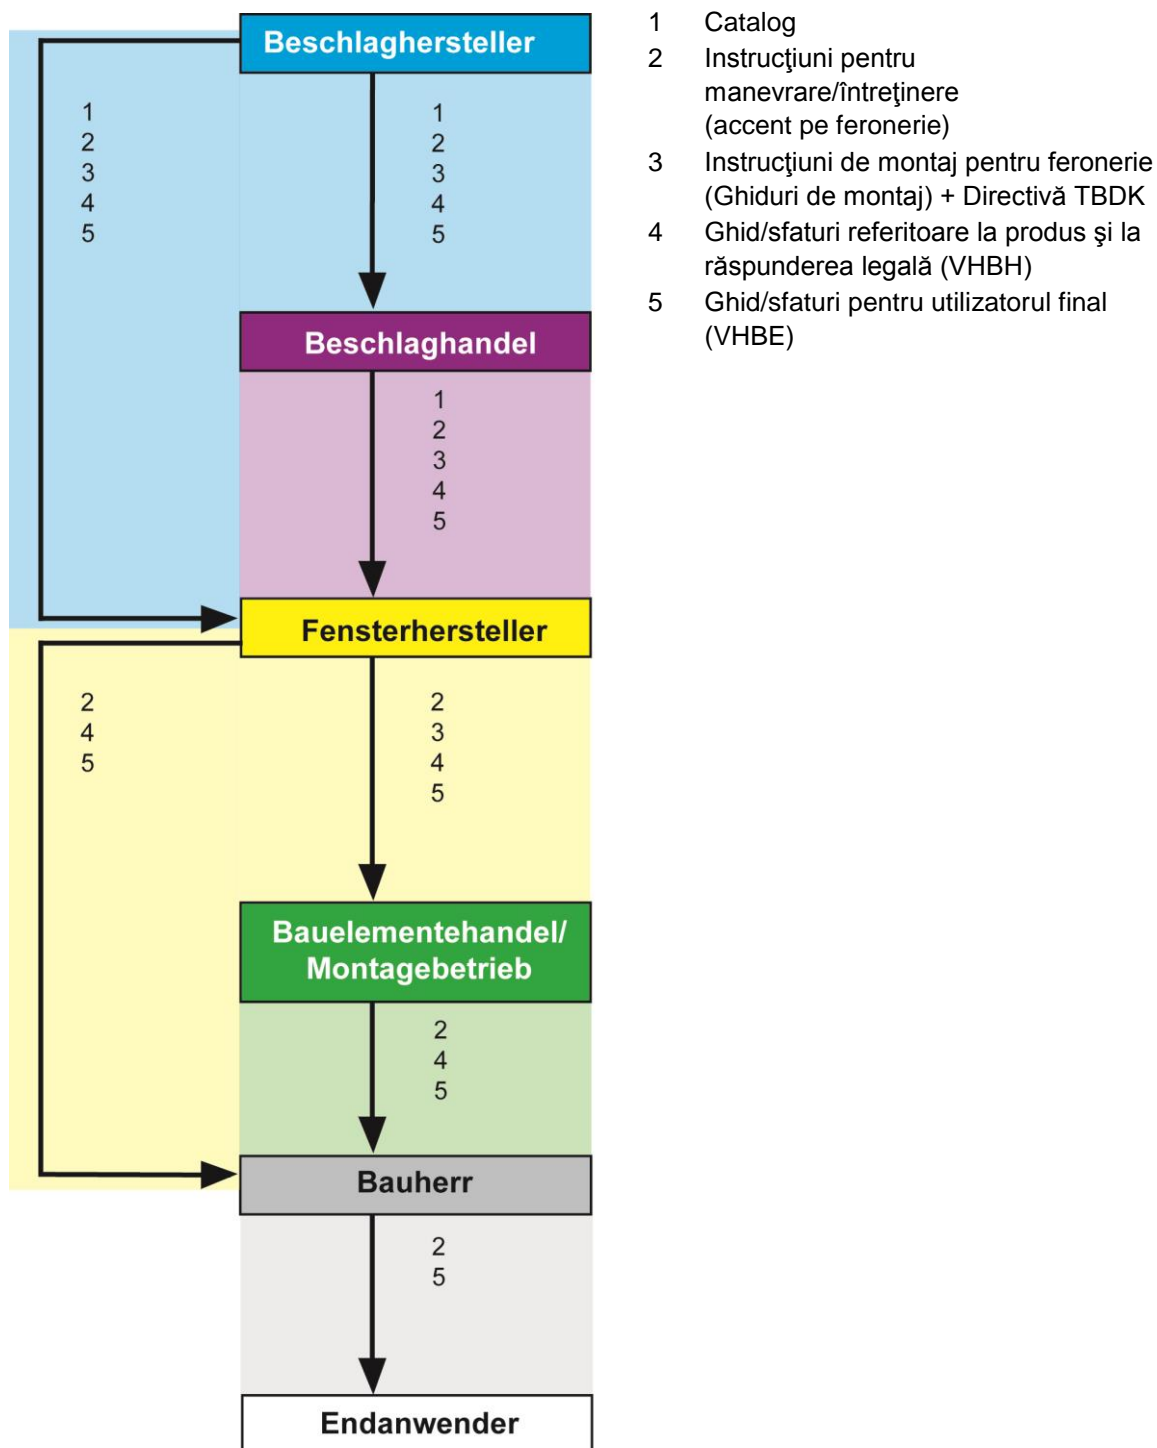 Beschlaghersteller
1
2
3
4
5
1
2
3
4
5
Beschlaghandel
1
2
3
4
5
Fensterhersteller
2
4
5
2
3
4
5
Bauelementehandel/
Montagebetrieb
2
4
5
Bauherr
2
5
Endanwender
1 Catalog
2 Instrucţiuni pentru
manevrare/întreţinere
(accent pe feronerie)
3 Instrucţiuni de montaj pentru feronerie
(Ghiduri de montaj) + Directivă TBDK
4 Ghid/sfaturi referitoare la produs şi la
răspunderea legală (VHBH)
5 Ghid/sfaturi pentru utilizatorul final
(VHBE)